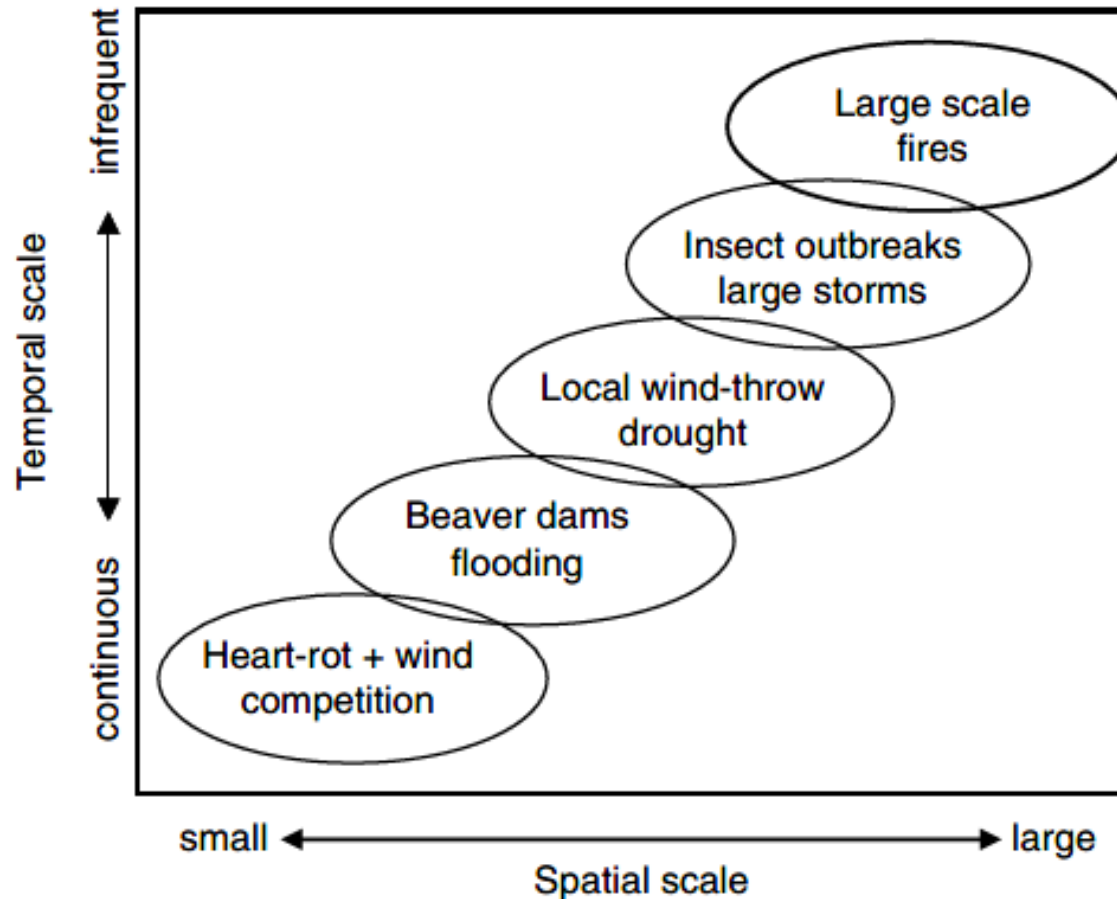 infrequent
Temporal scale
continuous
Large scale
fires
Insect outbreaks
large storms
Local wind-throw
drought
Beaver dams
flooding
Heart-rot + wind
competition
small
large
Spatial scale